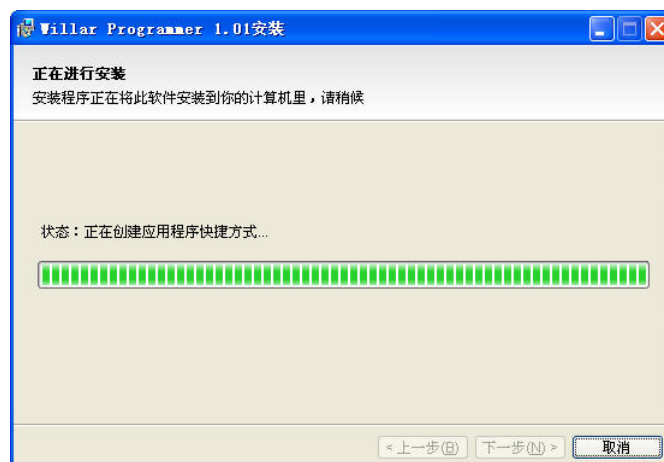 Willar Programmer 1.01安装
正在进行安装
安装程序正在将此软件安装到你的计算机里，请稍候
状态：正在创建应用程序快捷方式...
<上一步(B) 下一步(N)> 取消